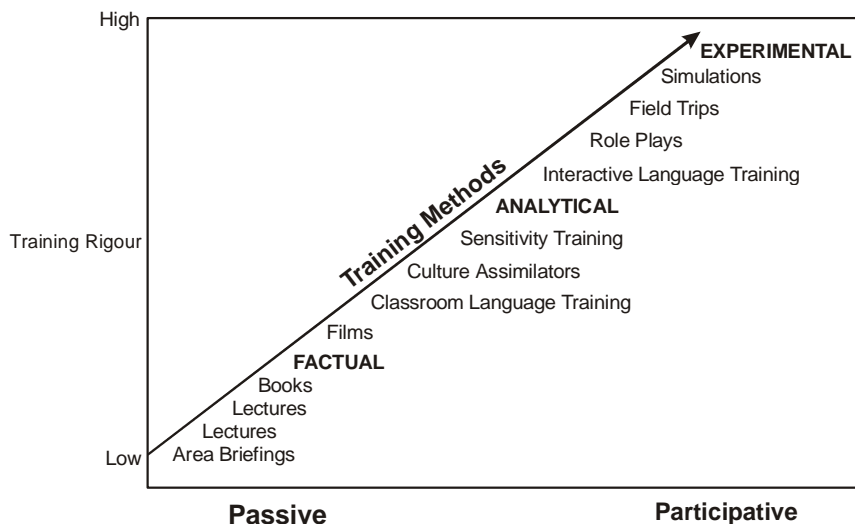 High
EXPERIMENTAL
Simulations
Field Trips
Role Plays
Interactive Language Training
Training Methods
ANALYTICAL
Training Rigour
Sensitivity Training
Culture Assimilators
Classroom Language Training
Films
FACTUAL
Books
Lectures
Lectures
Area Briefings
Low
Passive
Participative